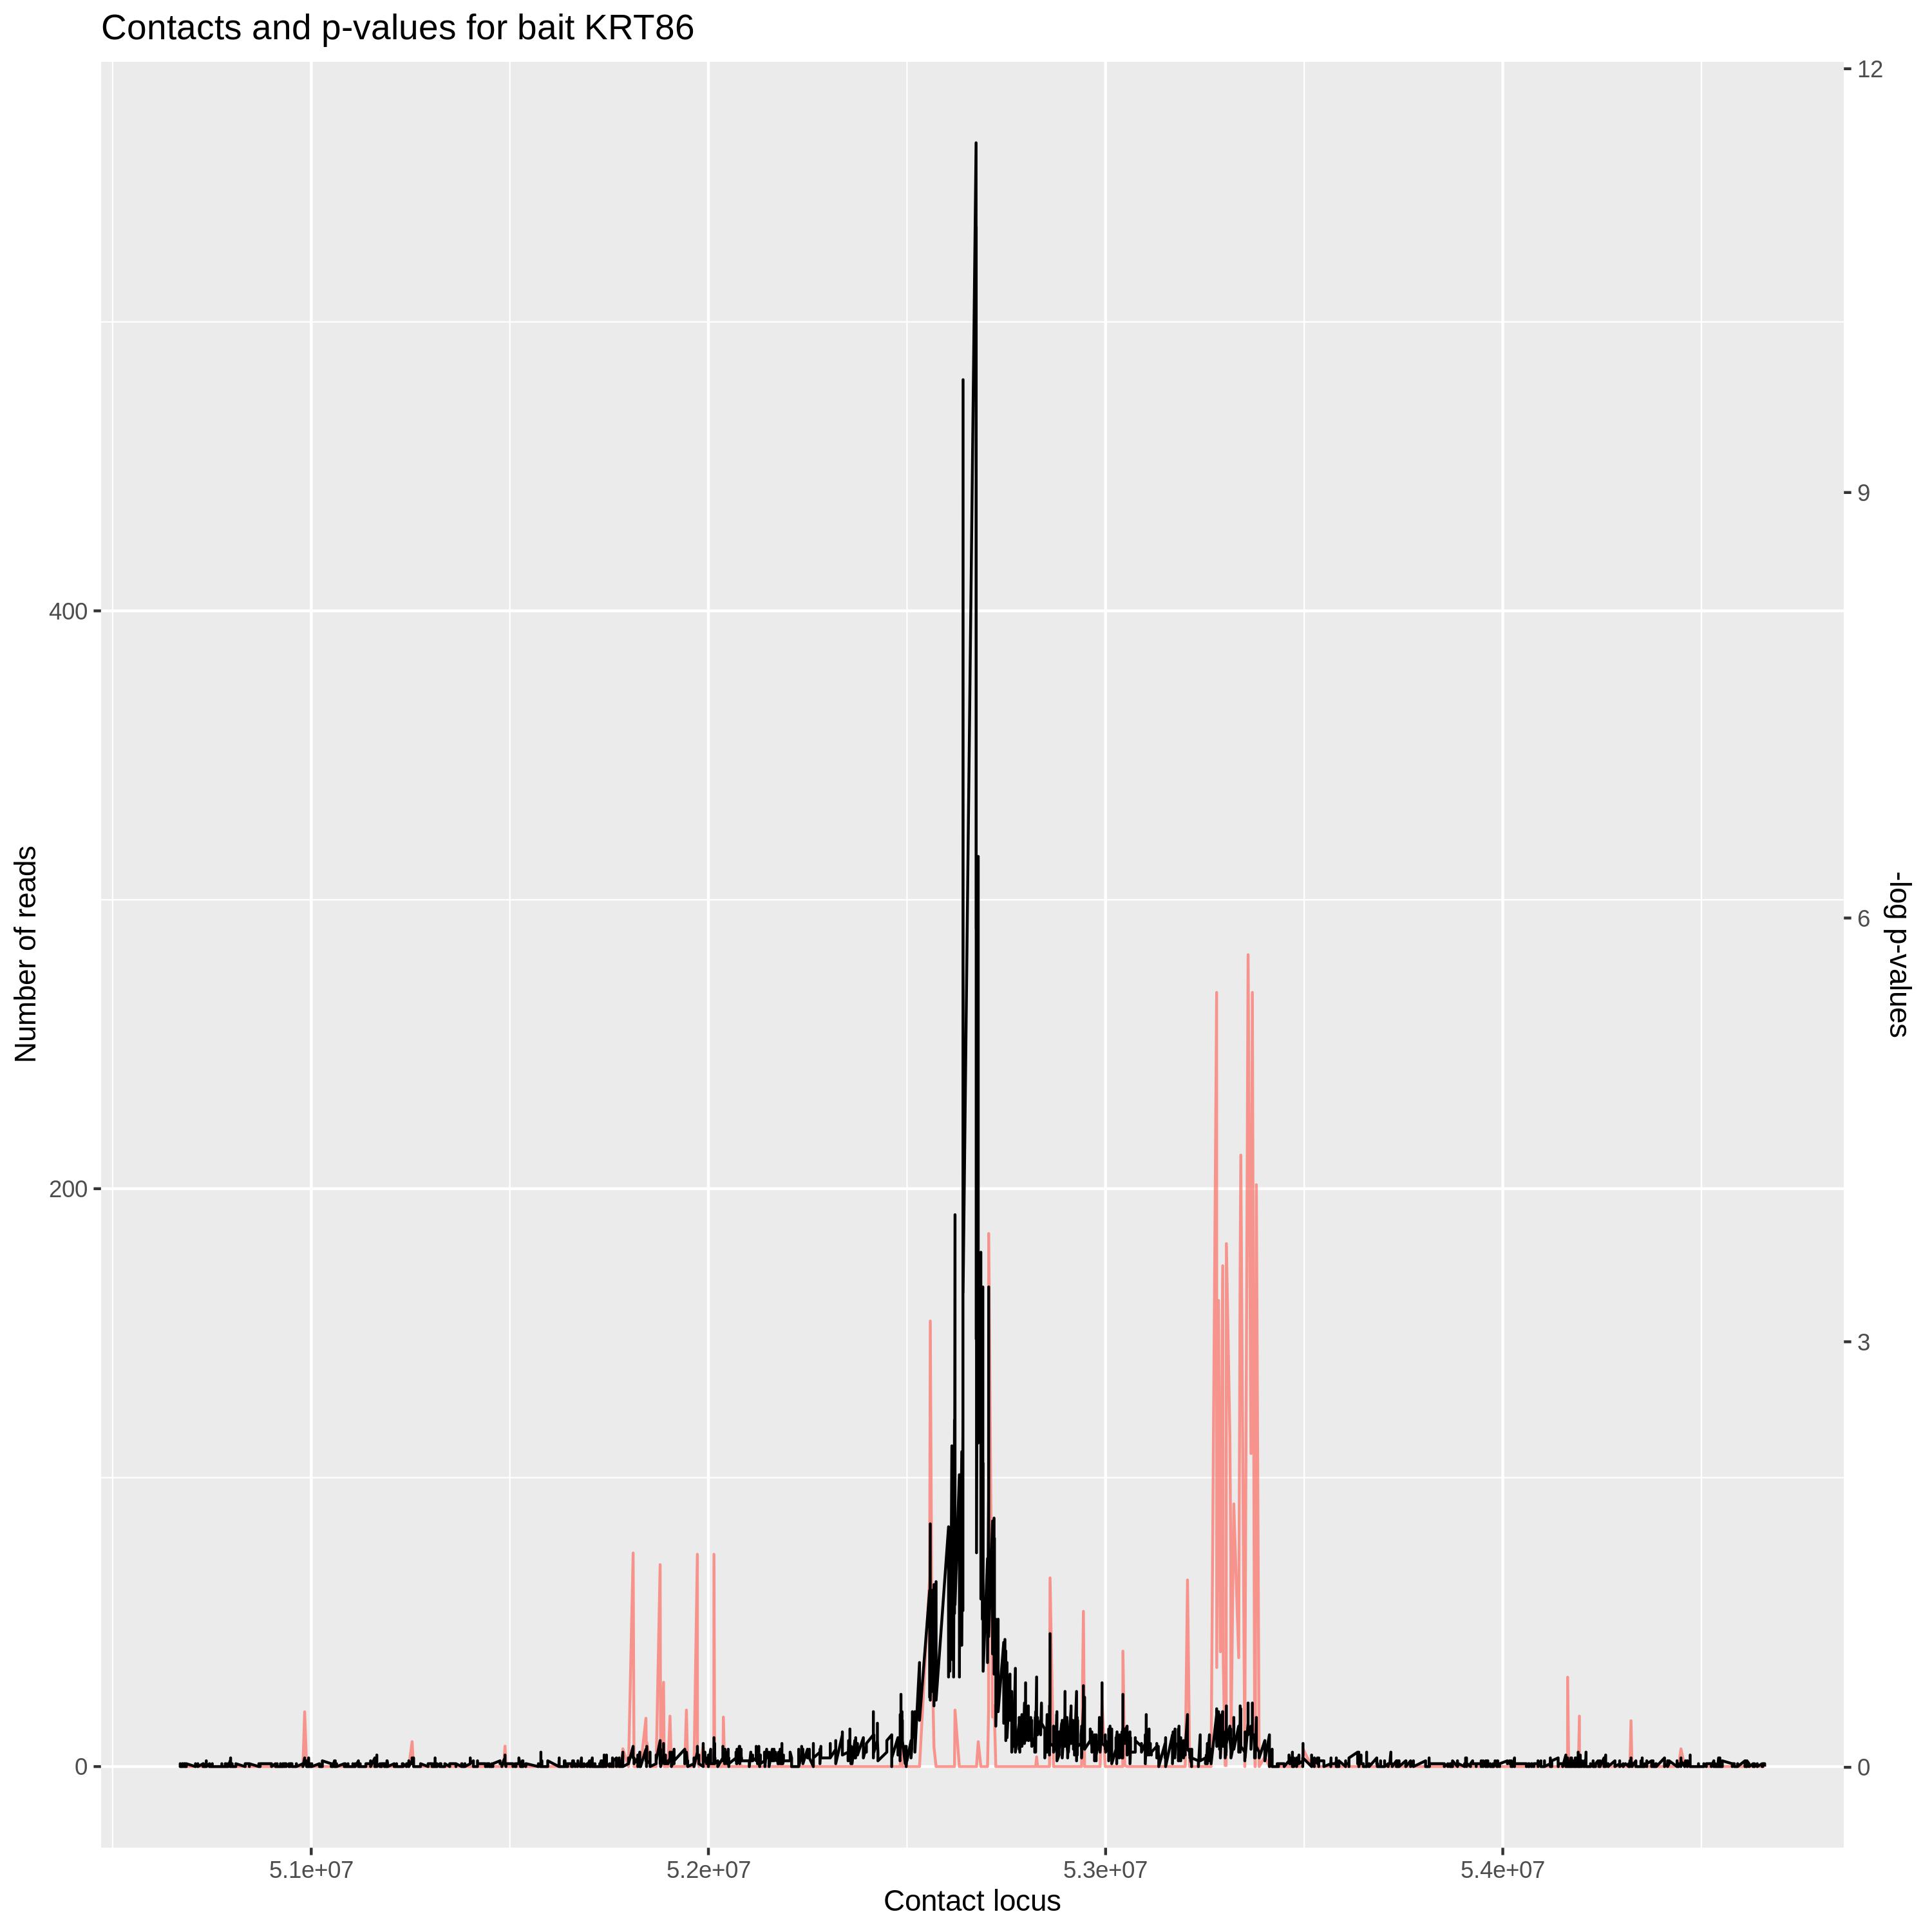 Contacts and p-values for bait KRT86
12
9
6
3
0
400
200
0
Number of reads
-log p-values
5.1e+07
5.2e+07
5.3e+07
5.4e+07
Contact locus